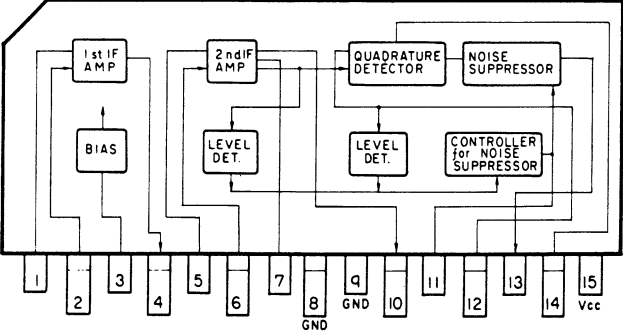 1st IF
AMP
2nd IF
AMP
QUADRATURE
DETECTOR
NOISE
SUPPRESSOR
BIAS
LEVEL
DET.
LEVEL
DET.
CONTROLLER
for NOISE
SUPPRESSOR
1
2
3
4
5
6
7
8
GND
9
GND
10
11
12
13
14
15
Vcc